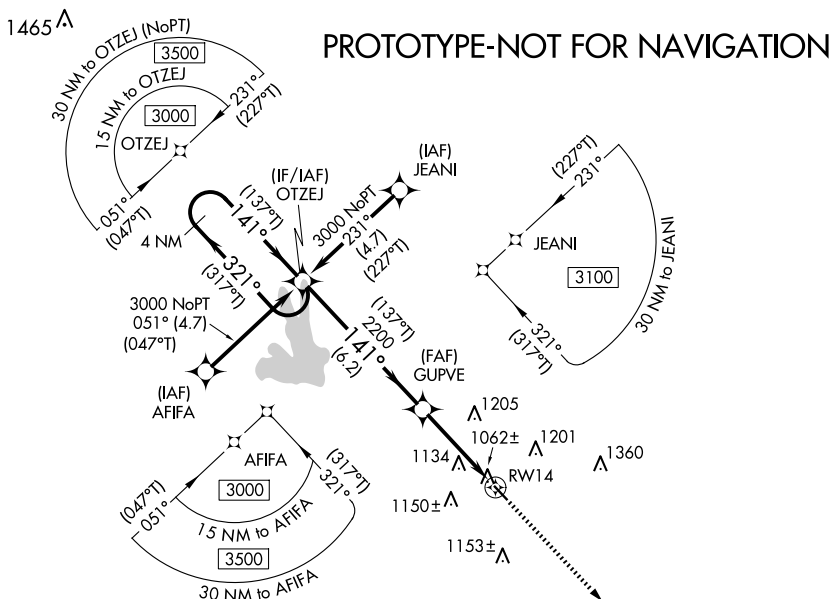 1465
PROTOTYPE-NOT FOR NAVIGATION
30 NM to OTZEJ (NoPT)
3500
15 NM to OTZEJ
3000
OTZEJ
231°
(227°T)
051°
(047°T)
(IF/IAF)
OTZEJ
(IAF)
JEANI
(137°T)
141°
4 NM
321°
(317°T)
3000 NoPT
231°
(4.7)
(227°T)
(227°T)
231°
JEANI
3100
30 NM to JEANI
321°
(317°T)
3000 NoPT
051° (4.7)
(047°T)
(IAF)
AFIFA
(137°T)
2200
141°
(6.2)
(FAF)
GUPVE
1205
1062±
1201
1134
1360
RW14
1150±
1153±
AFIFA
(047°T)
051°
(317°T)
321°
3000
15 NM to AFIFA
3500
30 NM to AFIFA